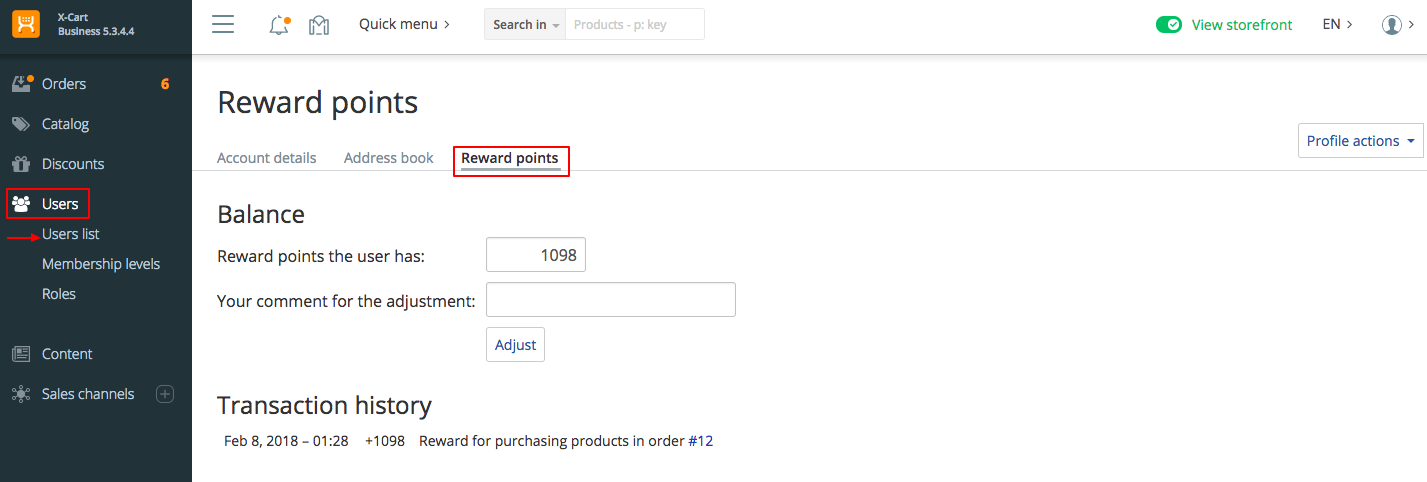 X-Cart
Business 5.3.4.4
Quick menu
Search in
Products - p: key
View storefront
EN
Orders 6
Catalog
Discounts
Users
Users list
Membership levels
Roles
Content
Sales channels
Reward points
Profile actions
Account details Address book Reward points
Balance
Reward points the user has: 1098
Your comment for the adjustment:
Adjust
Transaction history
Feb 8, 2018 – 01:28 +1098 Reward for purchasing products in order #12